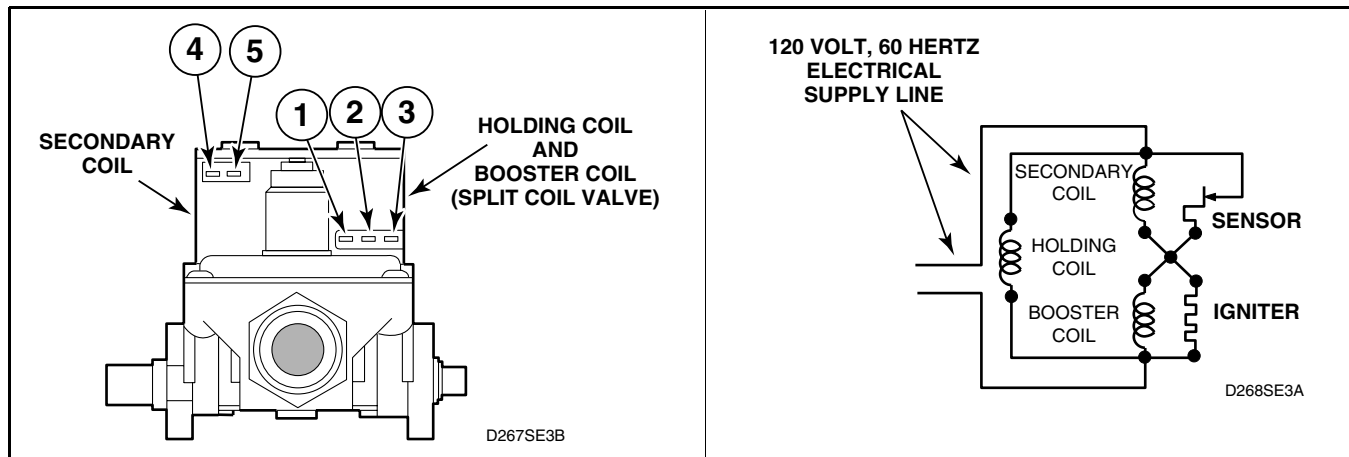 4
5
1
2
3
SECONDARY
COIL
HOLDING COIL
AND
BOOSTER COIL
(SPLIT COIL VALVE)
D267SE3B
120 VOLT, 60 HERTZ
ELECTRICAL
SUPPLY LINE
SECONDARY
COIL
SENSOR
HOLDING
COIL
BOOSTER
COIL
IGNITER
D268SE3A